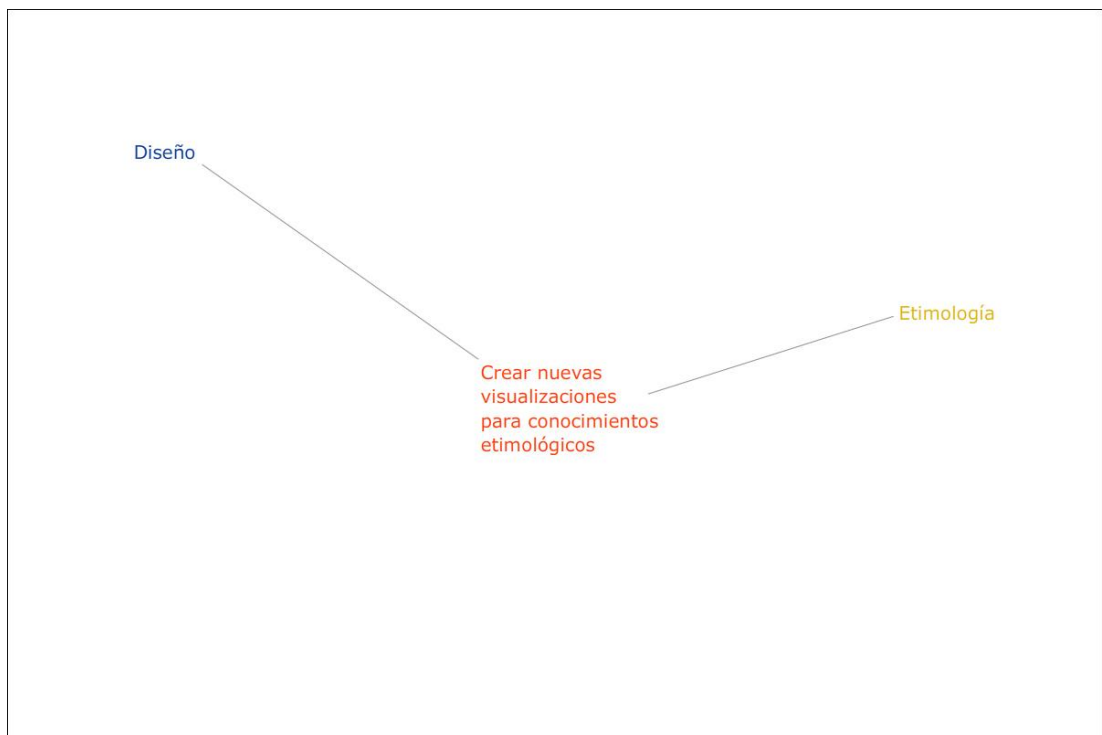 Diseño
Etimología
Crear nuevas
visualizaciones
para conocimientos
etimológicos